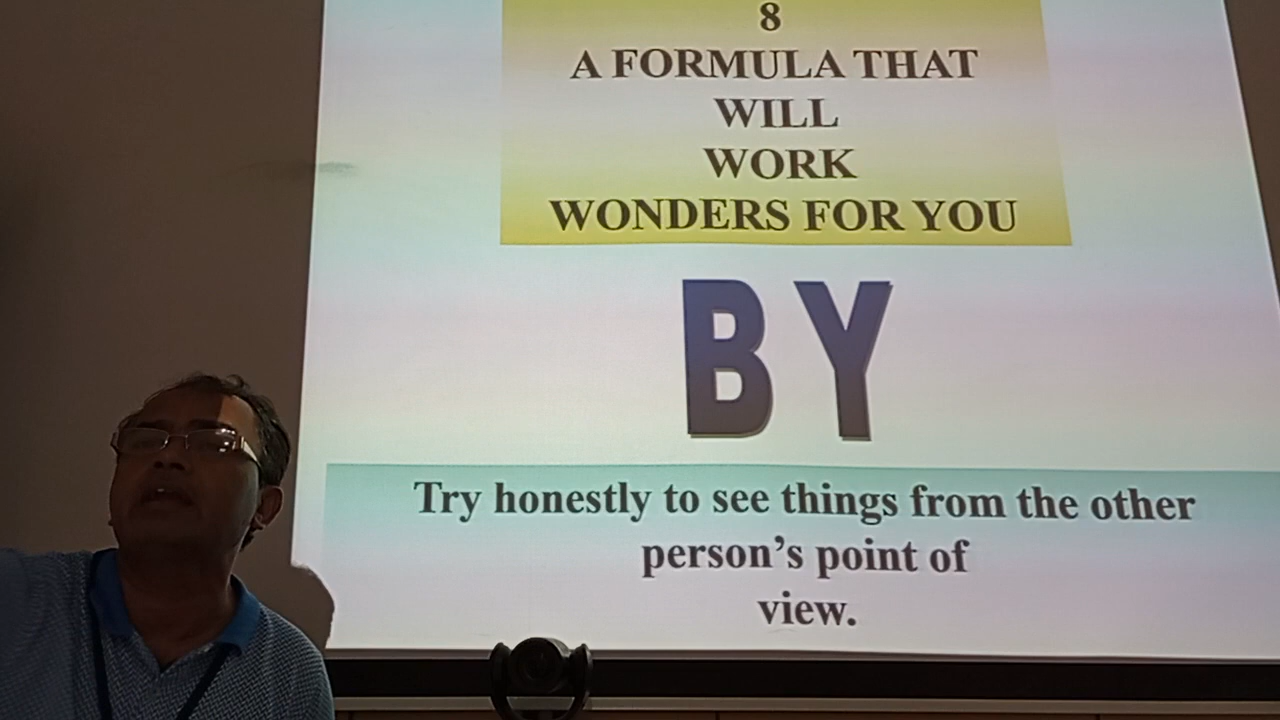 8
A FORMULA THAT
WILL
WORK
WONDERS FOR YOU
BY
Try honestly to see things from the other
person’s point of
view.